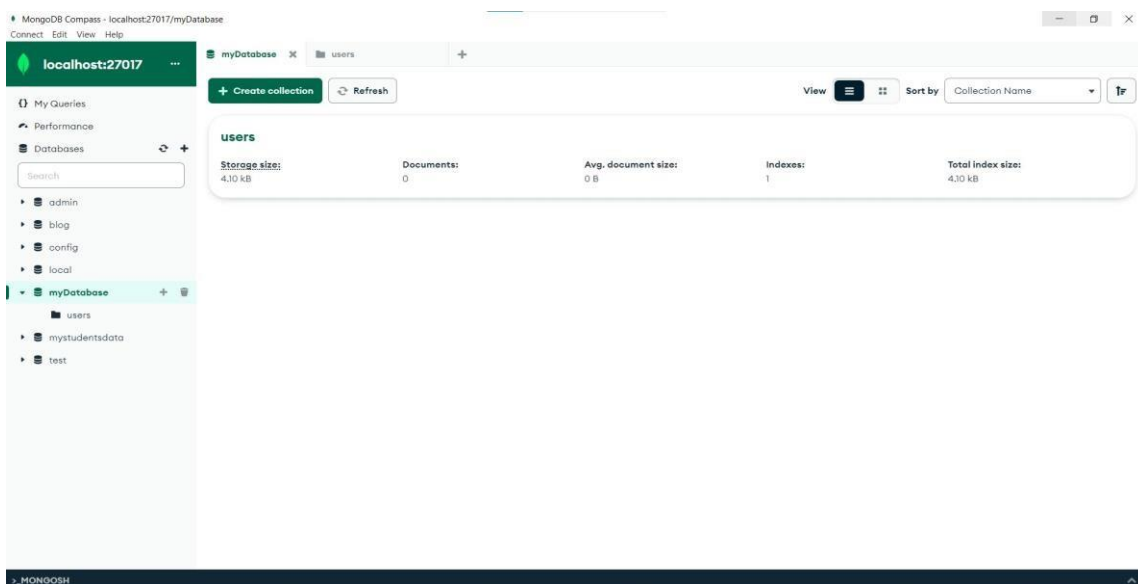 MongoDB Compass - localhost:27017/myDatabase
Connect Edit View Help
localhost:27017 ...
myDatabase users
My Queries
Performance
Databases
Search
admin
blog
config
local
myDatabase
users
mystudentsdata
test
Create collection Refresh View Sort by Collection Name
users
Storage size: Documents: Avg. document size: Indexes: Total index size:
4.10 kB 0 0 B 1 4.10 kB
>_MONGOSH